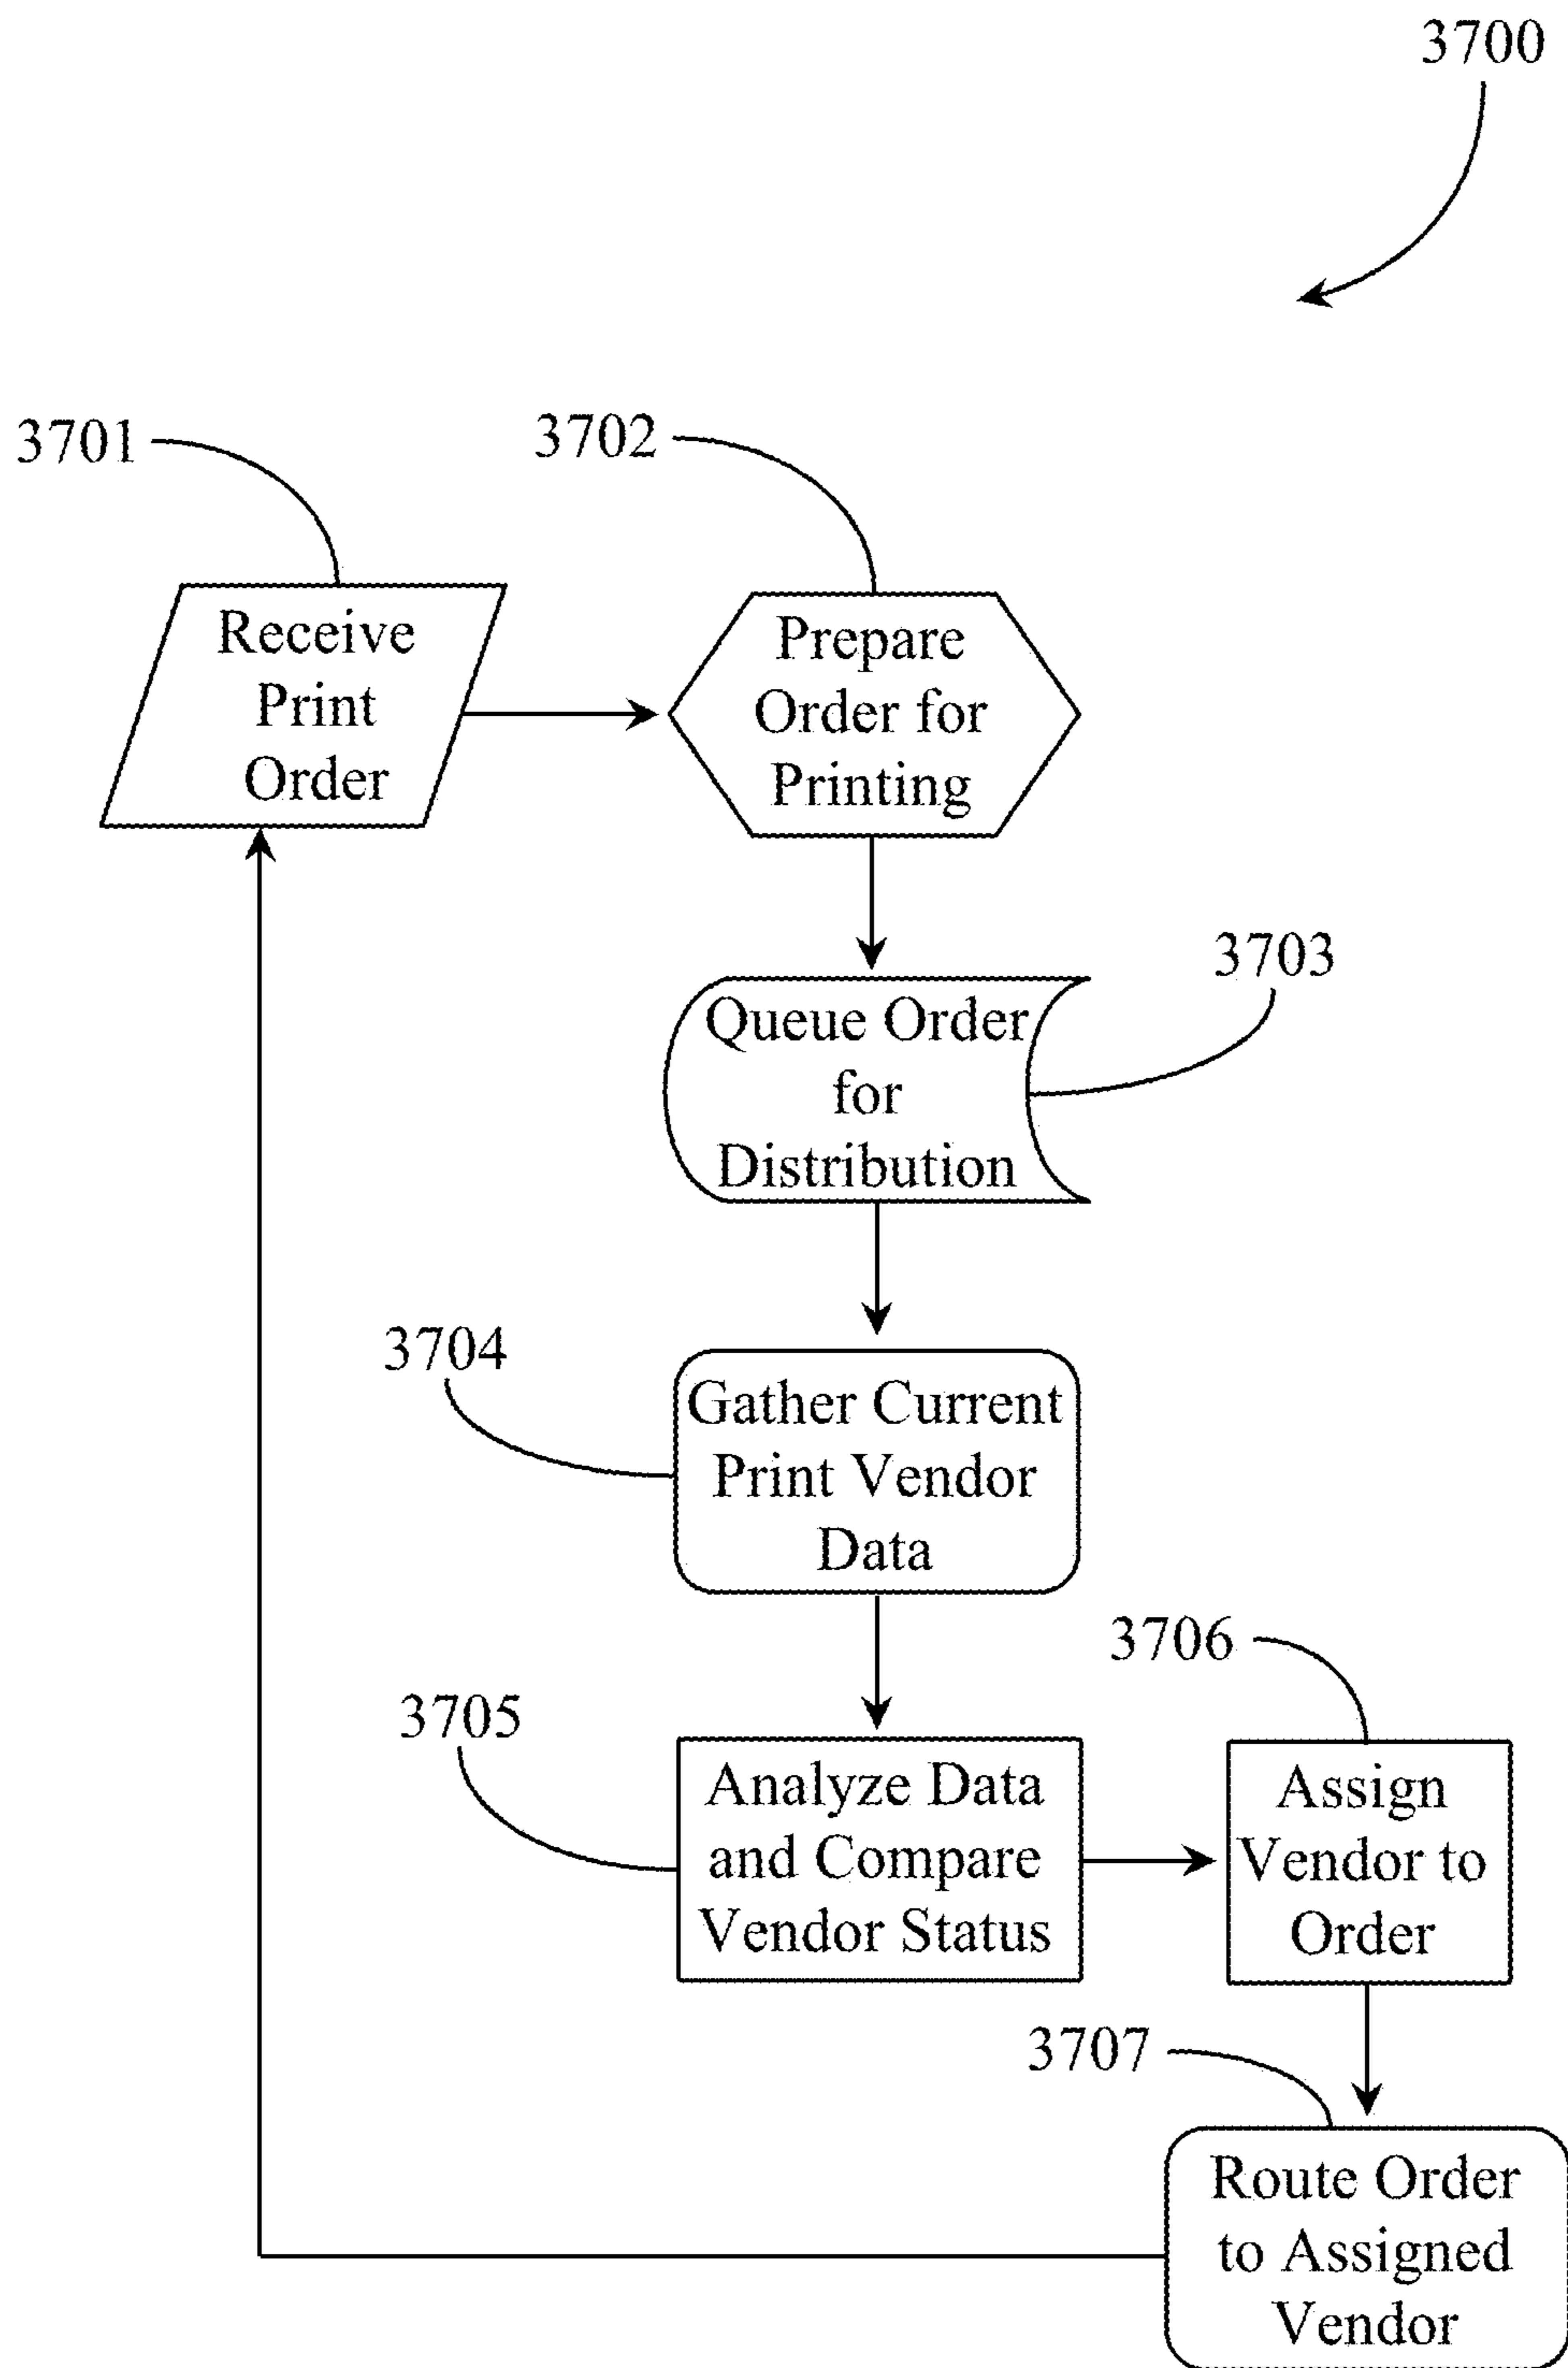 3700
3701
3702
Receive
Print
Order
Prepare
Order for
Printing
3703
Queue Order
for
Distribution
3704
Gather Current
Print Vendor
Data
3705
Analyze Data
and Compare
Vendor Status
3706
Assign
Vendor to
Order
3707
Route Order
to Assigned
Vendor